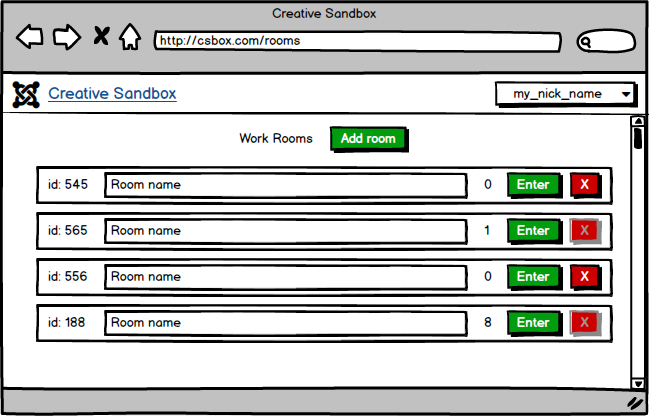 Creative Sandbox
http://csbox.com/rooms
Creative Sandbox my_nick_name
Work Rooms Add room
id: 545 Room name 0 Enter X
id: 565 Room name 1 Enter X
id: 556 Room name 0 Enter X
id: 188 Room name 8 Enter X